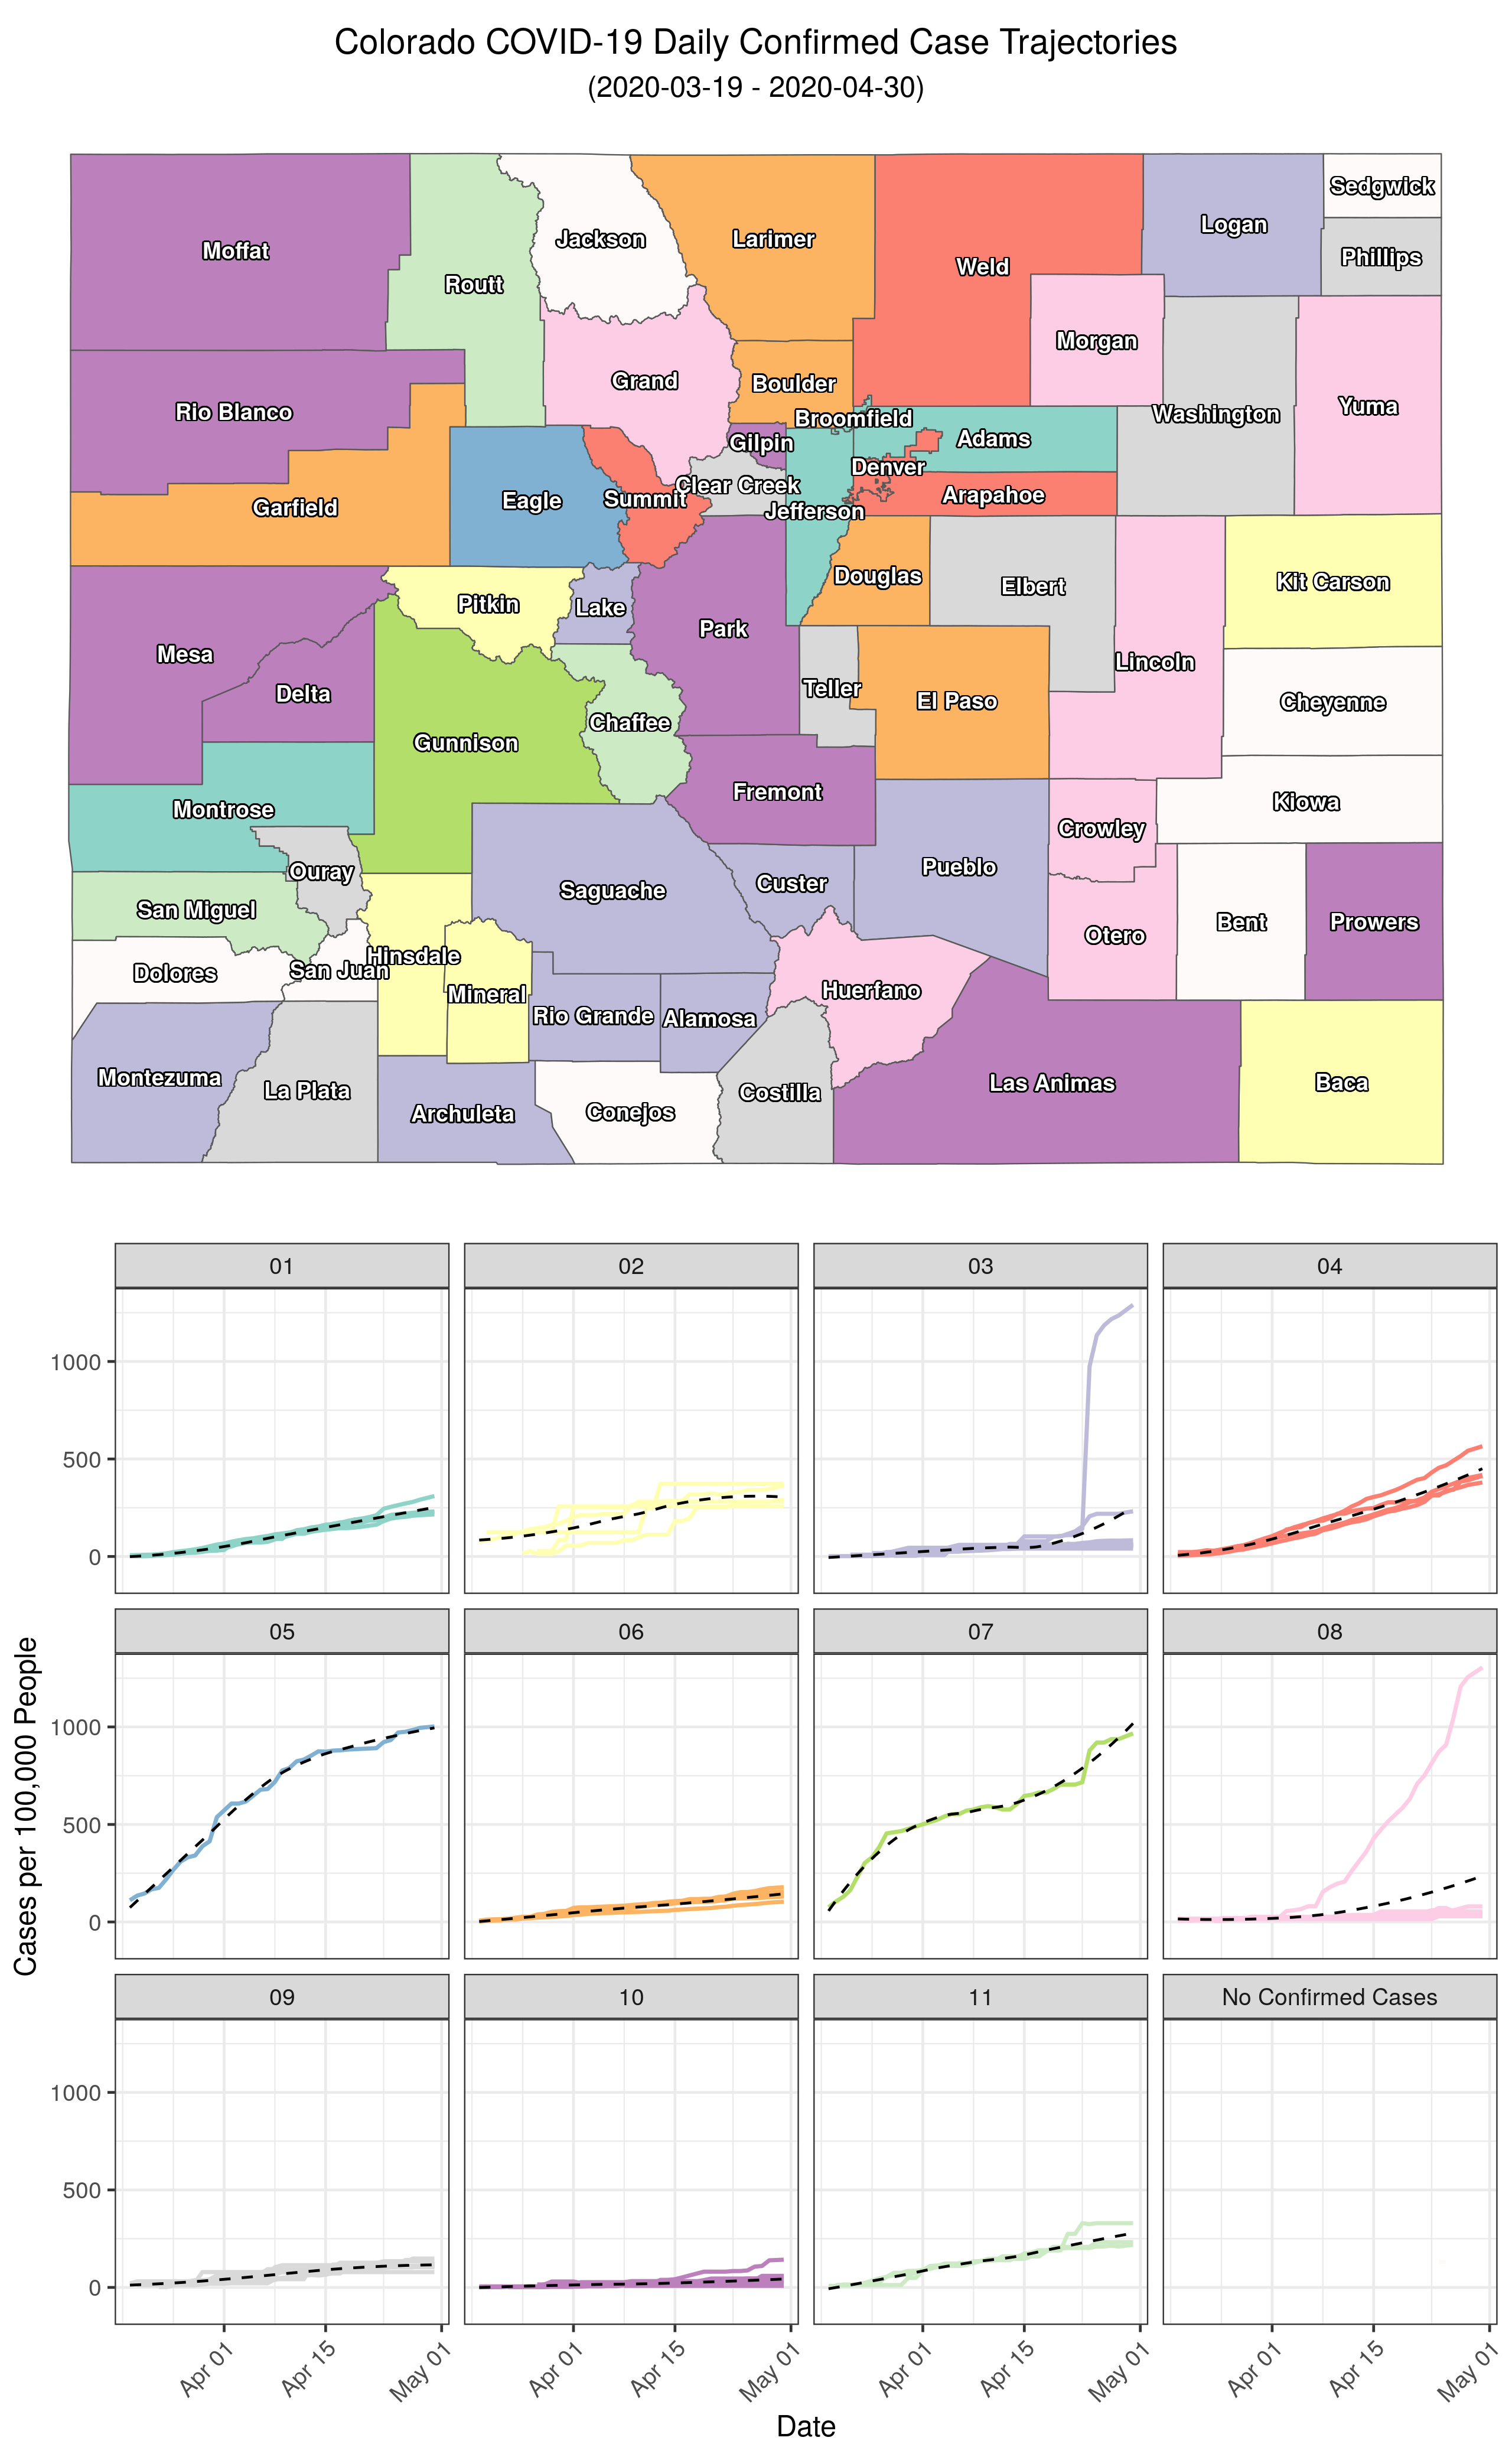 Colorado COVID-19 Daily Confirmed Case Trajectories
(2020-03-19 - 2020-04-30)
Sedgwick
Logan
Jackson
Larimer
Moffat
Phillips
Weld
Routt
Morgan
Grand
Boulder
Yuma
Rio Blanco
Washington
Broomfield
Adams
Gilpin
Denver
Clear Creek
Arapahoe
Summit
Eagle
Garfield
Jefferson
Douglas
Kit Carson
Elbert
Pitkin
Lake
Park
Mesa
Lincoln
Teller
Delta
El Paso
Cheyenne
Chaffee
Gunnison
Fremont
Kiowa
Montrose
Crowley
Pueblo
Ouray
Custer
Saguache
San Miguel
Bent
Prowers
Otero
Hinsdale
San Juan
Dolores
Huerfano
Mineral
Rio Grande
Alamosa
Montezuma
Las Animas
Baca
La Plata
Costilla
Conejos
Archuleta
01
02
03
04
1000
500
0
05
06
07
08
1000
500
0
09
10
11
No Confirmed Cases
1000
500
0
Apr 01
Apr 15
May 01
Apr 01
Apr 15
May 01
Apr 01
Apr 15
May 01
Apr 01
Apr 15
May 01
Date
Cases per 100,000 People